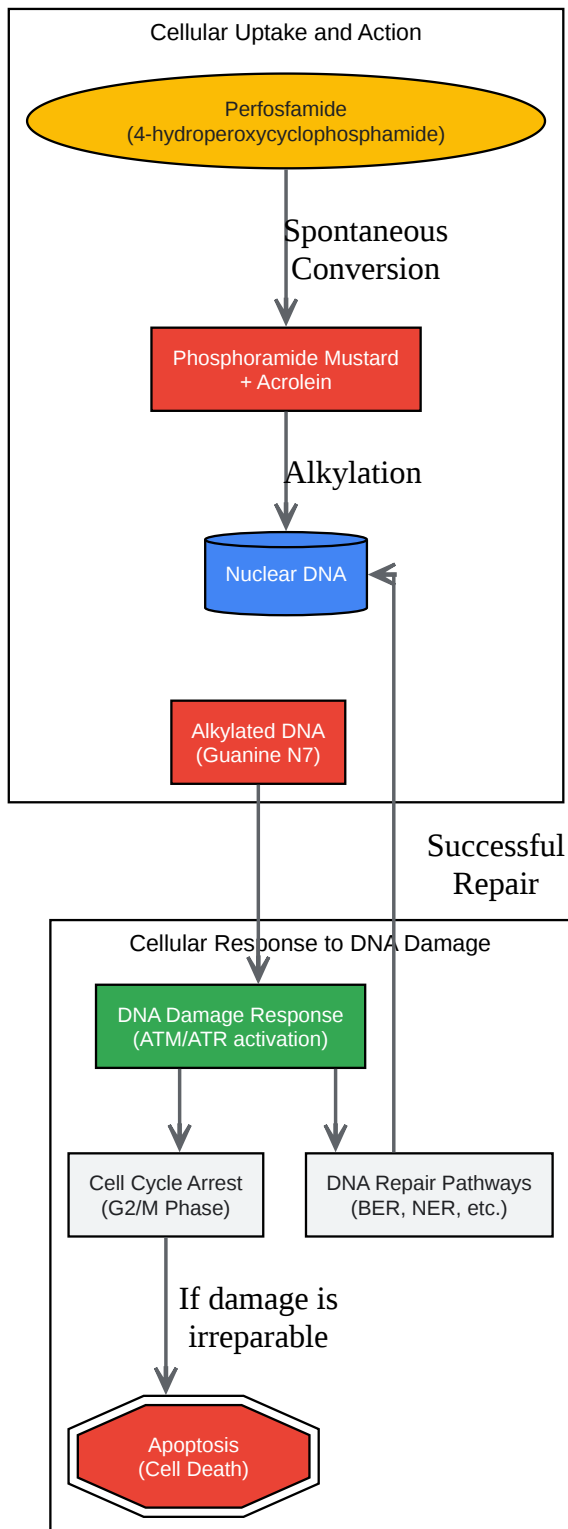 Cellular Uptake and Action
Perfosfamide
(4-hydroperoxycyclophosphamide)
Spontaneous
Conversion
Phosphoramide Mustard
+ Acrolein
Alkylation
Nuclear DNA
Alkylated DNA
(Guanine N7)
Successful
Repair
Cellular Response to DNA Damage
DNA Damage Response
(ATM/ATR activation)
Cell Cycle Arrest
(G2/M Phase)
DNA Repair Pathways
(BER, NER, etc.)
If damage is
irreparable
Apoptosis
(Cell Death)